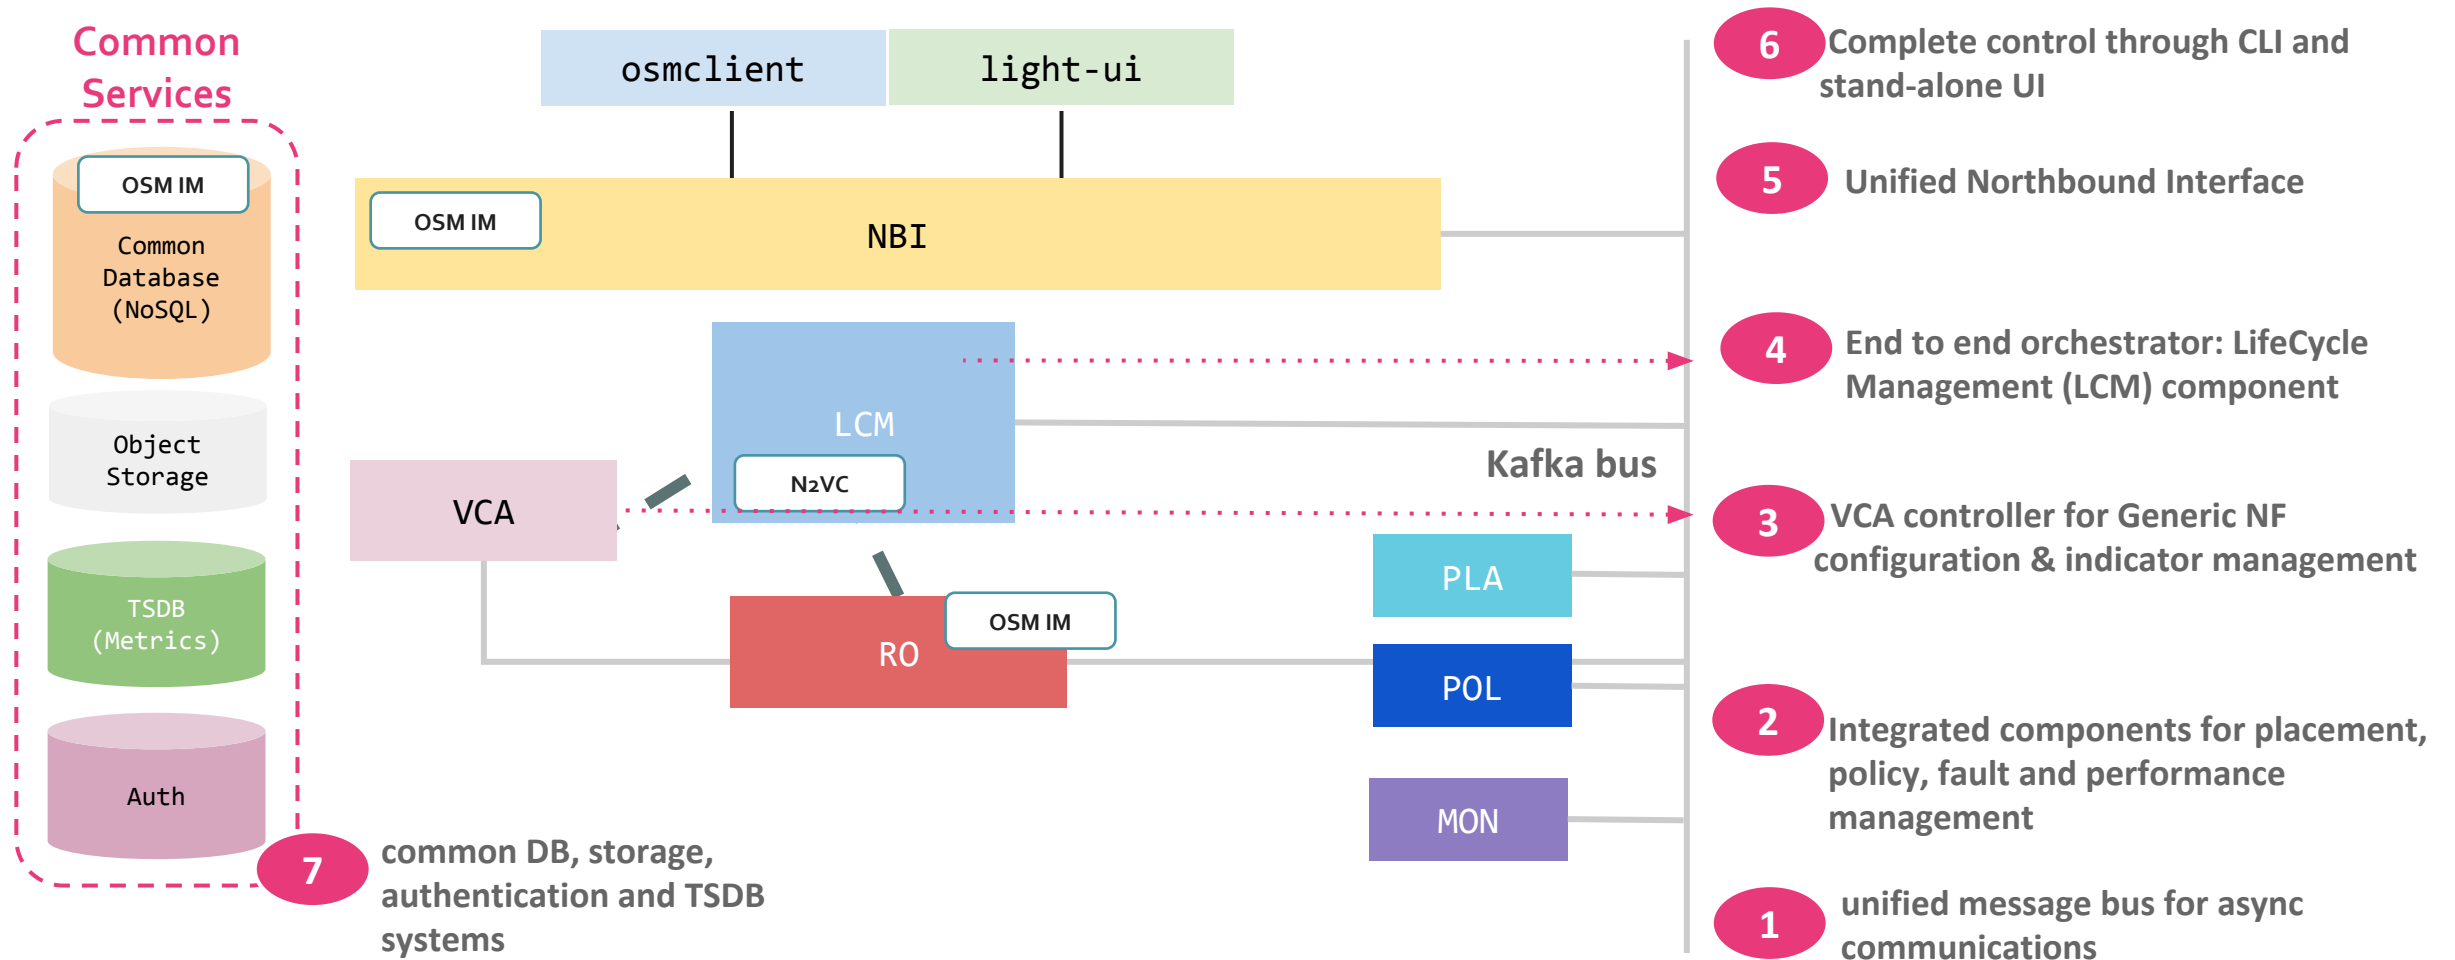 Common
Services
OSM IM
Common
Database
(NoSQL)
Object
Storage
TSDB
(Metrics)
Auth
7
common DB, storage,
authentication and TSDB
systems
osmclient
light-ui
OSM IM
NBI
LCM
N2VC
VCA
RO
OSM IM
Kafka bus
PLA
POL
MON
6
Complete control through CLI and
stand-alone UI
5
Unified Northbound Interface
4
End to end orchestrator: LifeCycle
Management (LCM) component
3
VCA controller for Generic NF
configuration & indicator management
2
Integrated components for placement,
policy, fault and performance
management
1
unified message bus for async
communications